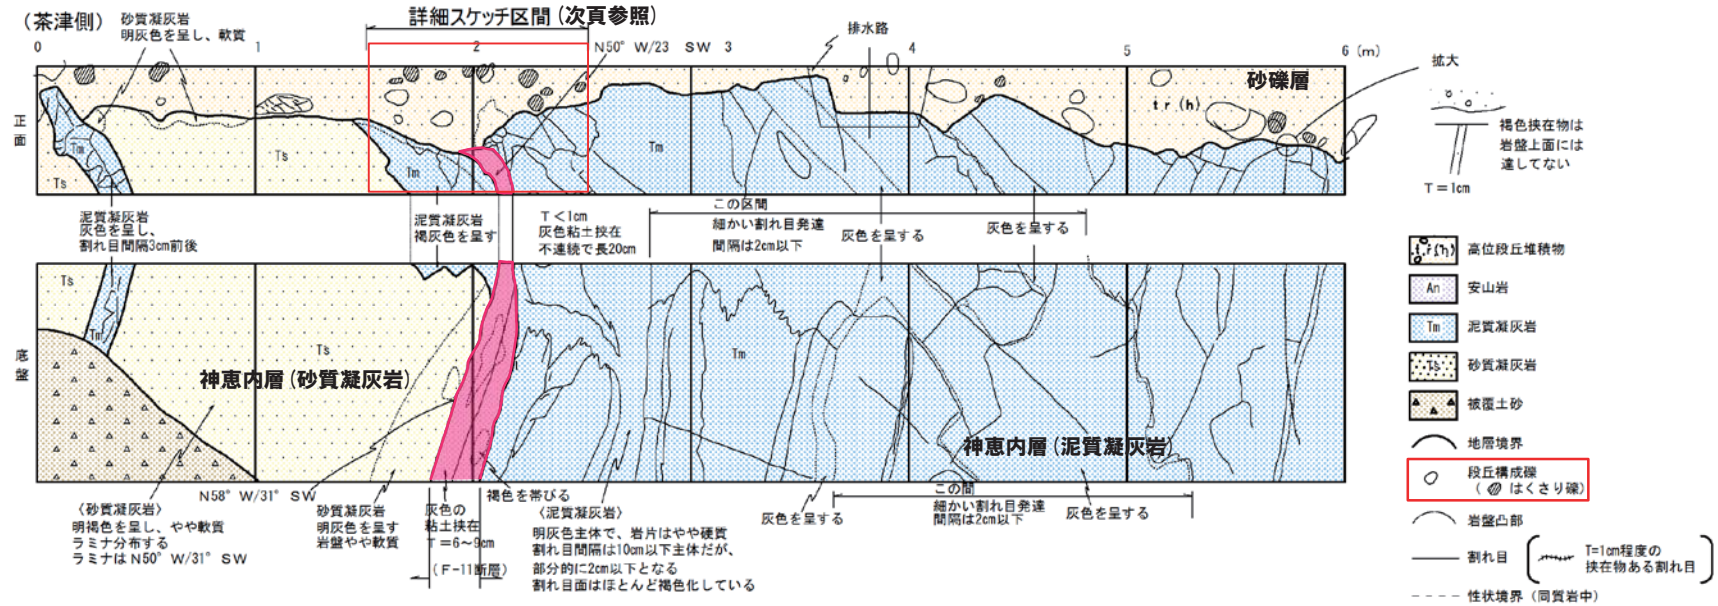 (茶津側)
砂質凝灰岩
明灰色を呈し、軟質
詳細スケッチ区間(次頁参照)
N50°W/23 SW
排水路
0 1 2 3 4 5 6 (m)
拡大
正面
砂礫層
tr(h)
Tm
Ts
Ts
Tm
Tm
褐色挟在物は
岩盤上面には
達してない
T=1cm
泥質凝灰岩
灰色を呈し、
割れ目間隔3cm前後
泥質凝灰岩
褐灰色を呈す
T<1cm
灰色粘土挟在
不連続で長20cm
この区間
細かい割れ目発達
間隔は2cm以下
灰色を呈する
灰色を呈する
底盤
Ts
Tm
Ts
Tm
神恵内層(砂質凝灰岩)
神恵内層(泥質凝灰岩)
N58°W/31°SW
〈砂質凝灰岩〉
明褐色を呈し、やや軟質
ラミナ分布する
ラミナはN50°W/31°SW
砂質凝灰岩
明灰色を呈す
岩盤やや軟質
灰色の
粘土挟在
T=6~9cm
(F-11断層)
褐色を帯びる
〈泥質凝灰岩〉
明灰色主体で、岩片はやや硬質
割れ目間隔は10cm以下主体だが、
部分的に2cm以下となる
割れ目面はほとんど褐色化している
灰色を呈する
この間
細かい割れ目発達
間隔は2cm以下
灰色を呈する
t.r(h) 高位段丘堆積物
An 安山岩
Tm 泥質凝灰岩
Ts 砂質凝灰岩
被覆土砂
地層境界
段丘構成礫
( はくさり礫)
岩盤凸部
割れ目
T=1cm程度の
挟在物ある割れ目
性状境界(同質岩中)